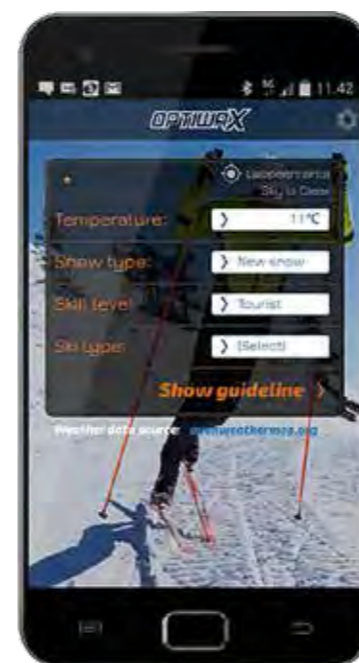 11.42
OPTIWAX
Lappeenranta
Sky is Clear
Temperature: 11°C
Snow type: New snow
Skill level: Tourist
Ski type: (Select)
Show guideline
Weather data source: openweathermap.org